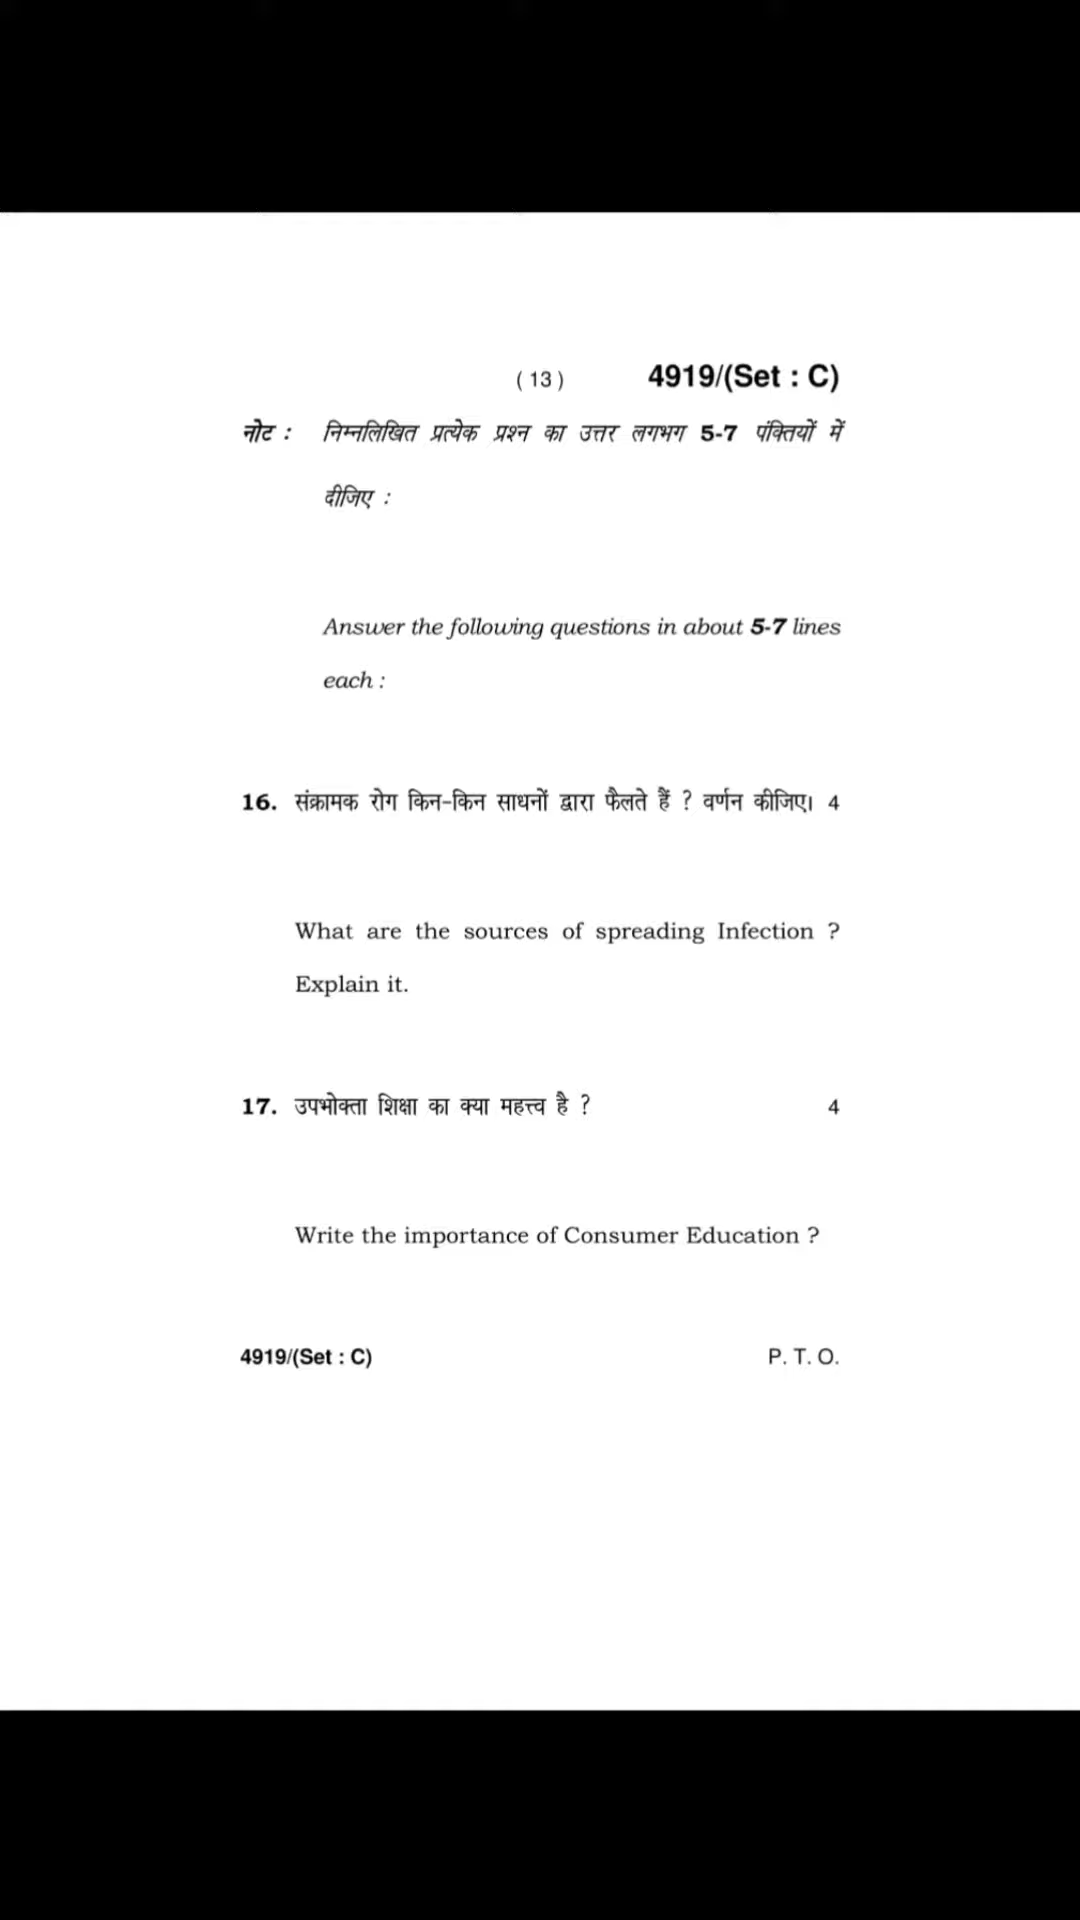 ( 13 ) 4919/(Set : C)
नोट : निम्नलिखित प्रत्येक प्रश्न का उत्तर लगभग 5-7 पंक्तियों में
दीजिए :
Answer the following questions in about 5-7 lines
each :
16. संक्रामक रोग किन-किन साधनों द्वारा फैलते हैं ? वर्णन कीजिए। 4
What are the sources of spreading Infection ?
Explain it.
17. उपभोक्ता शिक्षा का क्या महत्त्व है ? 4
Write the importance of Consumer Education ?
4919/(Set : C) P. T. O.